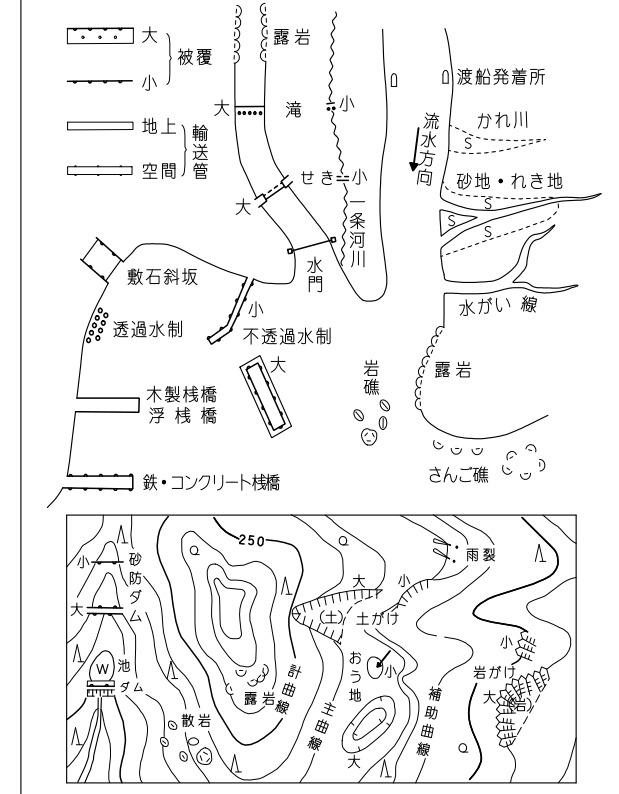 大
被覆
小
地上
輸送管
空間
露岩
大
滝
小
せき
小
大
一条河川
水門
渡船発着所
流水方向
かれ川
S
砂地・れき地
S
S
S
水がい線
敷石斜坂
小
透過水制
不透過水制
大
岩礁
露岩
木製桟橋
浮桟橋
さんご礁
鉄・コンクリート桟橋
250
Q
Q
小
砂防ダム
大
W
池
ダム
散岩
露岩
計曲線
主曲線
大
小
(土)
土がけ
おう地
小
大
補助曲線
雨裂
小
岩がけ
大
(岩)
Q